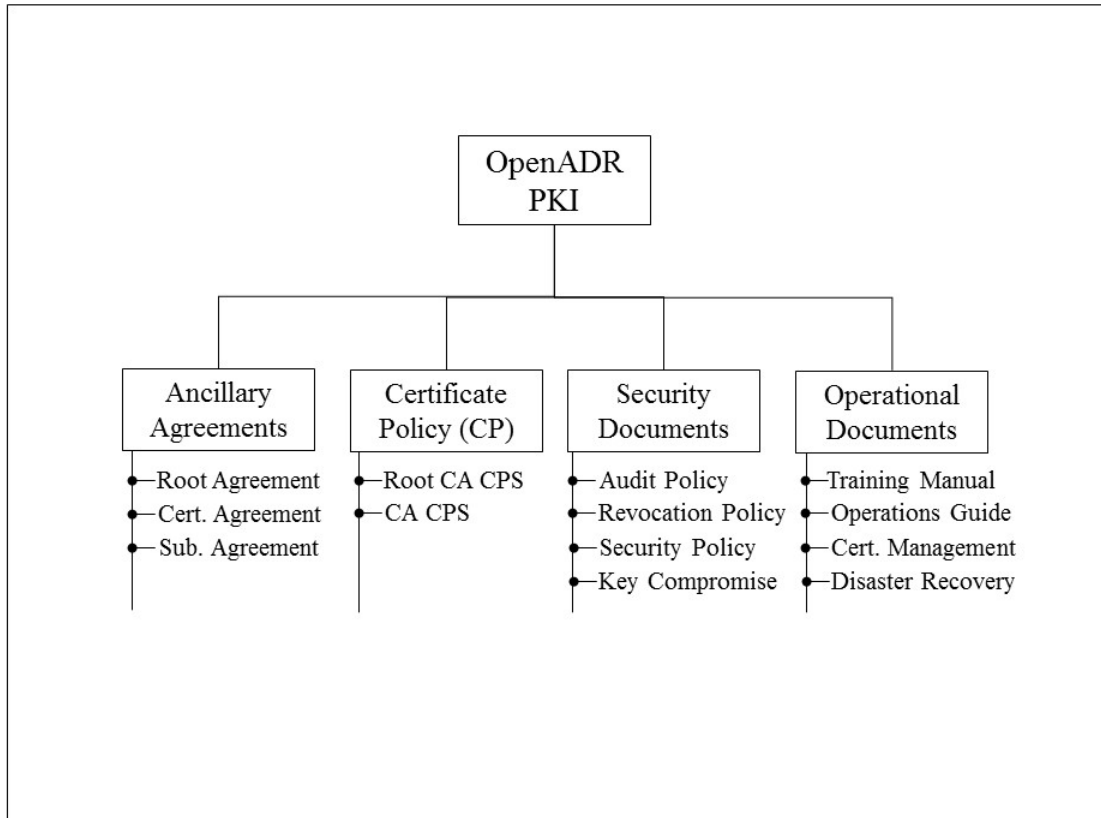 OpenADR
PKI
Ancillary
Agreements
Root Agreement
Cert. Agreement
Sub. Agreement
Certificate
Policy (CP)
Root CA CPS
CA CPS
Security
Documents
Audit Policy
Revocation Policy
Security Policy
Key Compromise
Operational
Documents
Training Manual
Operations Guide
Cert. Management
Disaster Recovery